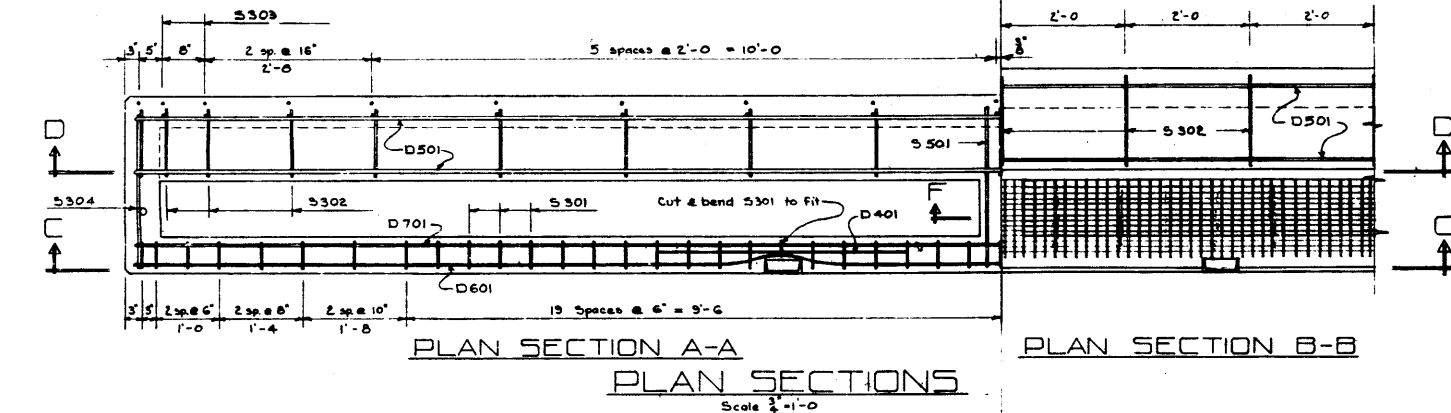 S303
2'-0 2'-0 2'-0
3" 5" 8" 2 sp. @ 16" 5 spaces @ 2'-0 = 10'-0
2'-8
D501
D501
S302
S501
D D
S304
S302
S301
Cut & bend S301 to fit
F
D401
D701
C C
D601
3" 5" 2 sp. @ 6" 2 sp. @ 8" 2 sp. @ 10" 19 Spaces @ 6" = 9'-6
1'-0 1'-4 1'-8
PLAN SECTION A-A
PLAN SECTION B-B
PLAN SECTIONS
Scale 3/4"=1'-0